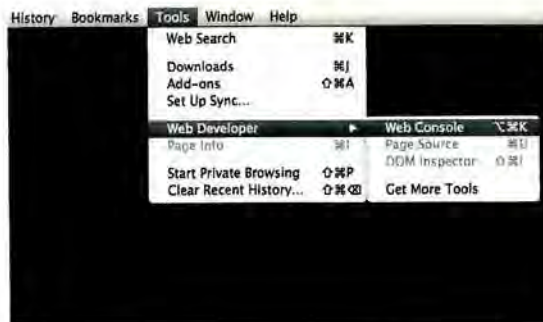 History Bookmarks Tools Window Help
Web Search ⌘K
Downloads ⌘J
Add-ons ⇧⌘A
Set Up Sync...
Web Developer ▶ Web Console ⌥⌘K
Page Info ⌘I Page Source ⌘U
DOM Inspector ⇧⌘I
Start Private Browsing ⇧⌘P Get More Tools
Clear Recent History... ⇧⌘⌫